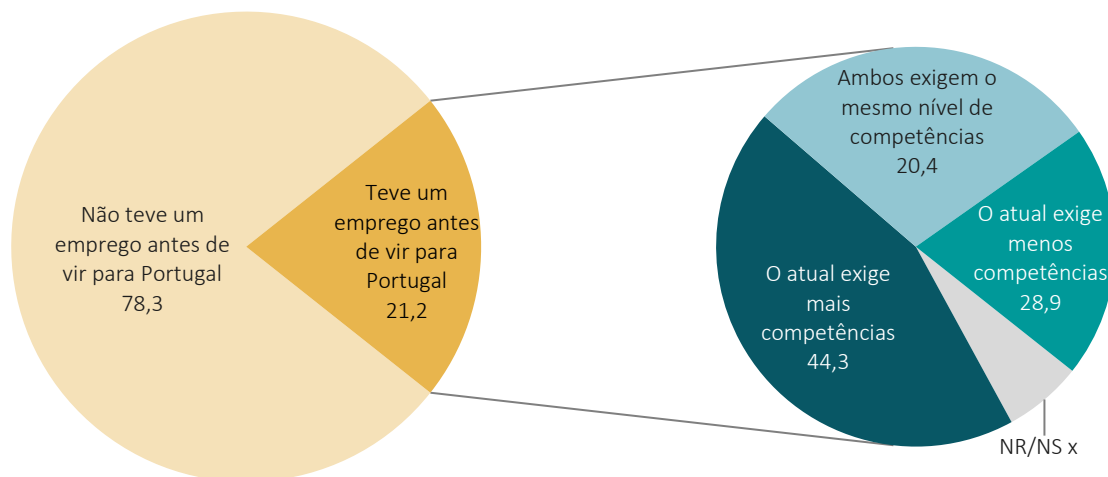 Não teve um
emprego antes de
vir para Portugal
78,3
Teve um
emprego antes
de vir para
Portugal
21,2
Ambos exigem o
mesmo nível de
competências
20,4
O atual exige
menos
competências
28,9
O atual exige
mais
competências
44,3
NR/NS x